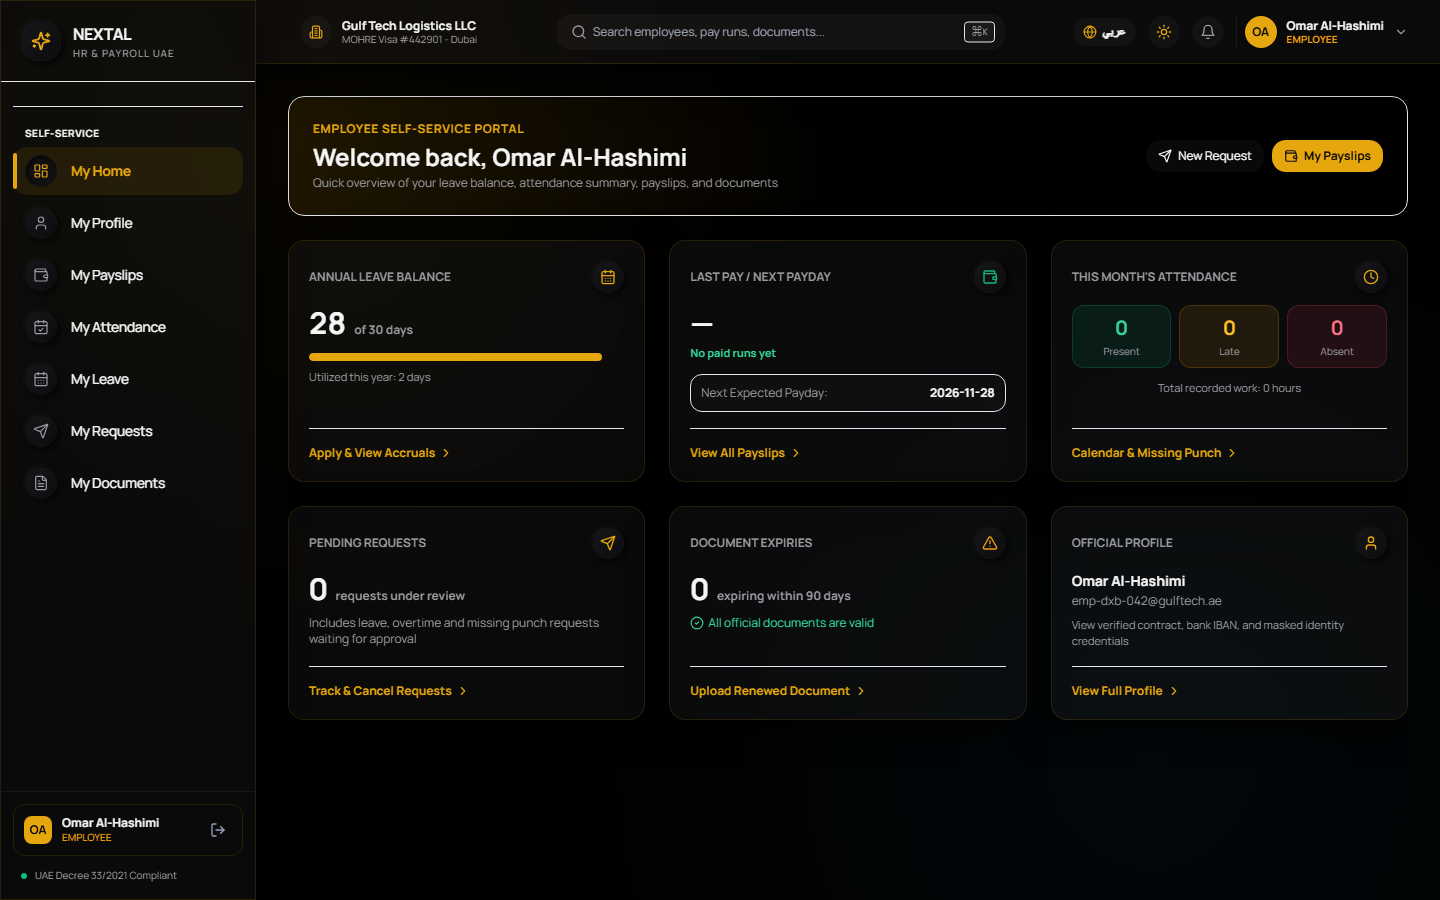 NEXTAL
HR & PAYROLL UAE
Gulf Tech Logistics LLC
MOHRE Visa #442901 - Dubai
Search employees, pay runs, documents...
⌘K
عربي
OA
Omar Al-Hashimi
EMPLOYEE
SELF-SERVICE
My Home
My Profile
My Payslips
My Attendance
My Leave
My Requests
My Documents
EMPLOYEE SELF-SERVICE PORTAL
Welcome back, Omar Al-Hashimi
Quick overview of your leave balance, attendance summary, payslips, and documents
New Request
My Payslips
ANNUAL LEAVE BALANCE
28 of 30 days
Utilized this year: 2 days
Apply & View Accruals
LAST PAY / NEXT PAYDAY
—
No paid runs yet
Next Expected Payday: 2026-11-28
View All Payslips
THIS MONTH'S ATTENDANCE
0 0 0
Present Late Absent
Total recorded work: 0 hours
Calendar & Missing Punch
PENDING REQUESTS
0 requests under review
Includes leave, overtime and missing punch requests
waiting for approval
Track & Cancel Requests
DOCUMENT EXPIRIES
0 expiring within 90 days
All official documents are valid
Upload Renewed Document
OFFICIAL PROFILE
Omar Al-Hashimi
emp-dxb-042@gulftech.ae
View verified contract, bank IBAN, and masked identity
credentials
View Full Profile
OA
Omar Al-Hashimi
EMPLOYEE
UAE Decree 33/2021 Compliant